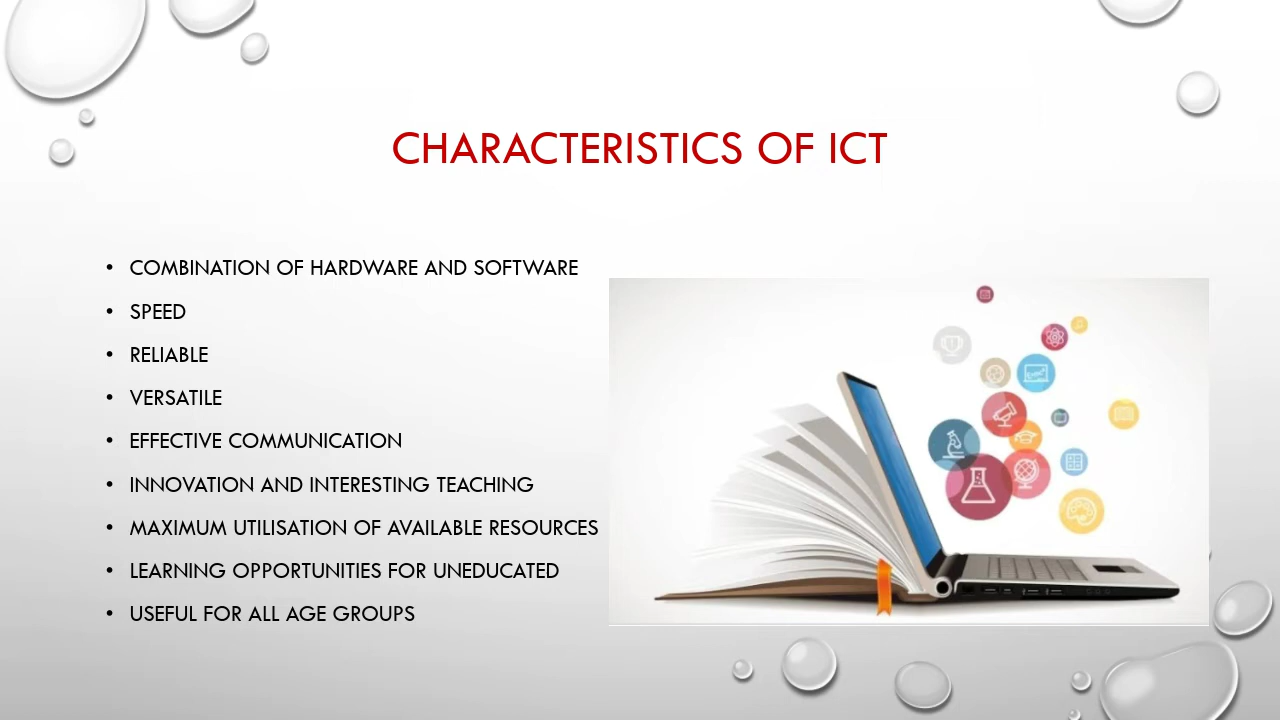 CHARACTERISTICS OF ICT
• COMBINATION OF HARDWARE AND SOFTWARE
• SPEED
• RELIABLE
• VERSATILE
• EFFECTIVE COMMUNICATION
• INNOVATION AND INTERESTING TEACHING
• MAXIMUM UTILISATION OF AVAILABLE RESOURCES
• LEARNING OPPORTUNITIES FOR UNEDUCATED
• USEFUL FOR ALL AGE GROUPS